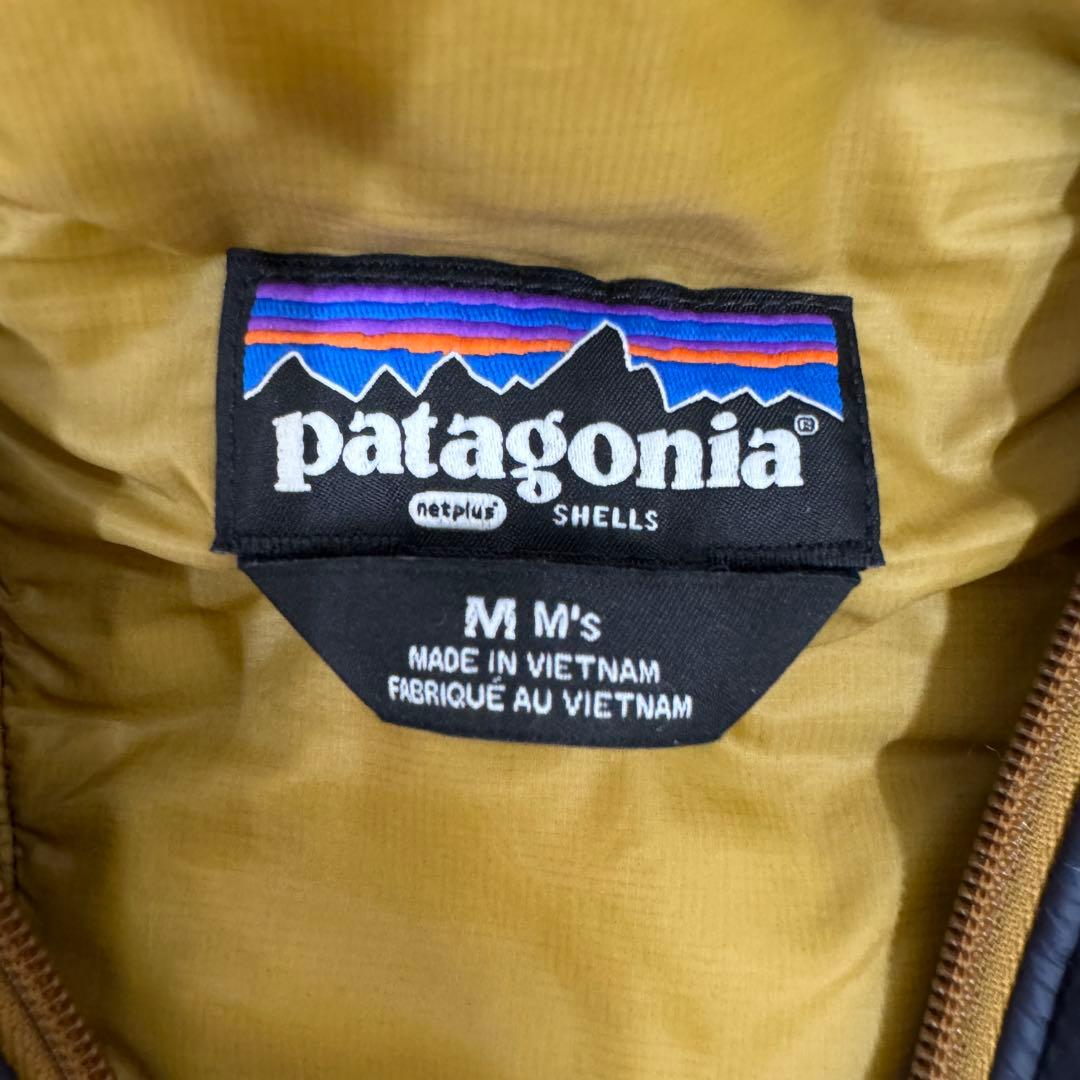 patagonia®
netplus® SHELLS
M M's
MADE IN VIETNAM
FABRIQUÉ AU VIETNAM